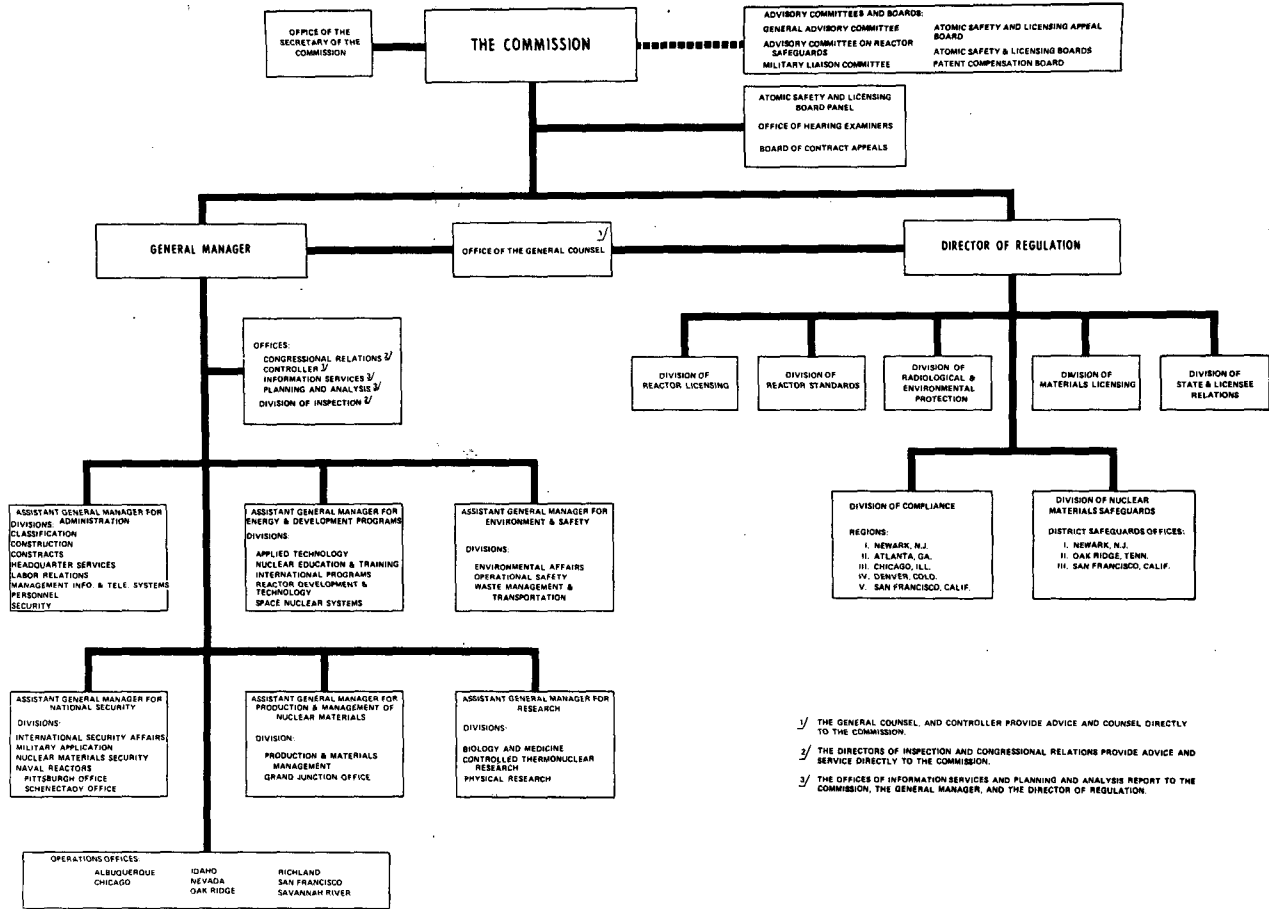 OFFICE OF THE
SECRETARY OF THE
COMMISSION
THE COMMISSION
ADVISORY COMMITTEES AND BOARDS:
GENERAL ADVISORY COMMITTEE
ADVISORY COMMITTEE ON REACTOR
SAFEGUARDS
MILITARY LIAISON COMMITTEE
ATOMIC SAFETY AND LICENSING APPEAL
BOARD
ATOMIC SAFETY & LICENSING BOARDS
PATENT COMPENSATION BOARD
ATOMIC SAFETY AND LICENSING
BOARD PANEL
OFFICE OF HEARING EXAMINERS
BOARD OF CONTRACT APPEALS
GENERAL MANAGER
OFFICE OF THE GENERAL COUNSEL 1/
DIRECTOR OF REGULATION
OFFICES:
CONGRESSIONAL RELATIONS 2/
CONTROLLER 1/
INFORMATION SERVICES 3/
PLANNING AND ANALYSIS 3/
DIVISION OF INSPECTION 2/
DIVISION OF
REACTOR LICENSING
DIVISION OF
REACTOR STANDARDS
DIVISION OF
RADIOLOGICAL &
ENVIRONMENTAL
PROTECTION
DIVISION OF
MATERIALS LICENSING
DIVISION OF
STATE & LICENSEE
RELATIONS
ASSISTANT GENERAL MANAGER FOR
ADMINISTRATION
DIVISIONS:
CLASSIFICATION
CONSTRUCTION
CONSTRACTS
HEADQUARTER SERVICES
LABOR RELATIONS
MANAGEMENT INFO. & TELE. SYSTEMS
PERSONNEL
SECURITY
ASSISTANT GENERAL MANAGER FOR
ENERGY & DEVELOPMENT PROGRAMS
DIVISIONS:
APPLIED TECHNOLOGY
NUCLEAR EDUCATION & TRAINING
INTERNATIONAL PROGRAMS
REACTOR DEVELOPMENT &
TECHNOLOGY
SPACE NUCLEAR SYSTEMS
ASSISTANT GENERAL MANAGER FOR
ENVIRONMENT & SAFETY
DIVISIONS:
ENVIRONMENTAL AFFAIRS
OPERATIONAL SAFETY
WASTE MANAGEMENT &
TRANSPORTATION
DIVISION OF COMPLIANCE
REGIONS:
I. NEWARK, N.J.
II. ATLANTA, GA.
III. CHICAGO, ILL.
IV. DENVER, COLO.
V. SAN FRANCISCO, CALIF.
DIVISION OF NUCLEAR
MATERIALS SAFEGUARDS
DISTRICT SAFEGUARDS OFFICES:
I. NEWARK, N.J.
II. OAK RIDGE, TENN.
III. SAN FRANCISCO, CALIF.
ASSISTANT GENERAL MANAGER FOR
NATIONAL SECURITY
DIVISIONS:
INTERNATIONAL SECURITY AFFAIRS
MILITARY APPLICATION
NUCLEAR MATERIALS SECURITY
NAVAL REACTORS
PITTSBURGH OFFICE
SCHENECTADY OFFICE
ASSISTANT GENERAL MANAGER FOR
PRODUCTION & MANAGEMENT OF
NUCLEAR MATERIALS
DIVISION:
PRODUCTION & MATERIALS
MANAGEMENT
GRAND JUNCTION OFFICE
ASSISTANT GENERAL MANAGER FOR
RESEARCH
DIVISIONS:
BIOLOGY AND MEDICINE
CONTROLLED THERMONUCLEAR
RESEARCH
PHYSICAL RESEARCH
1/ THE GENERAL COUNSEL, AND CONTROLLER PROVIDE ADVICE AND COUNSEL DIRECTLY
TO THE COMMISSION.
2/ THE DIRECTORS OF INSPECTION AND CONGRESSIONAL RELATIONS PROVIDE ADVICE AND
SERVICE DIRECTLY TO THE COMMISSION.
3/ THE OFFICES OF INFORMATION SERVICES AND PLANNING AND ANALYSIS REPORT TO THE
COMMISSION, THE GENERAL MANAGER, AND THE DIRECTOR OF REGULATION.
OPERATIONS OFFICES:
ALBUQUERQUE
CHICAGO
IDAHO
NEVADA
OAK RIDGE
RICHLAND
SAN FRANCISCO
SAVANNAH RIVER